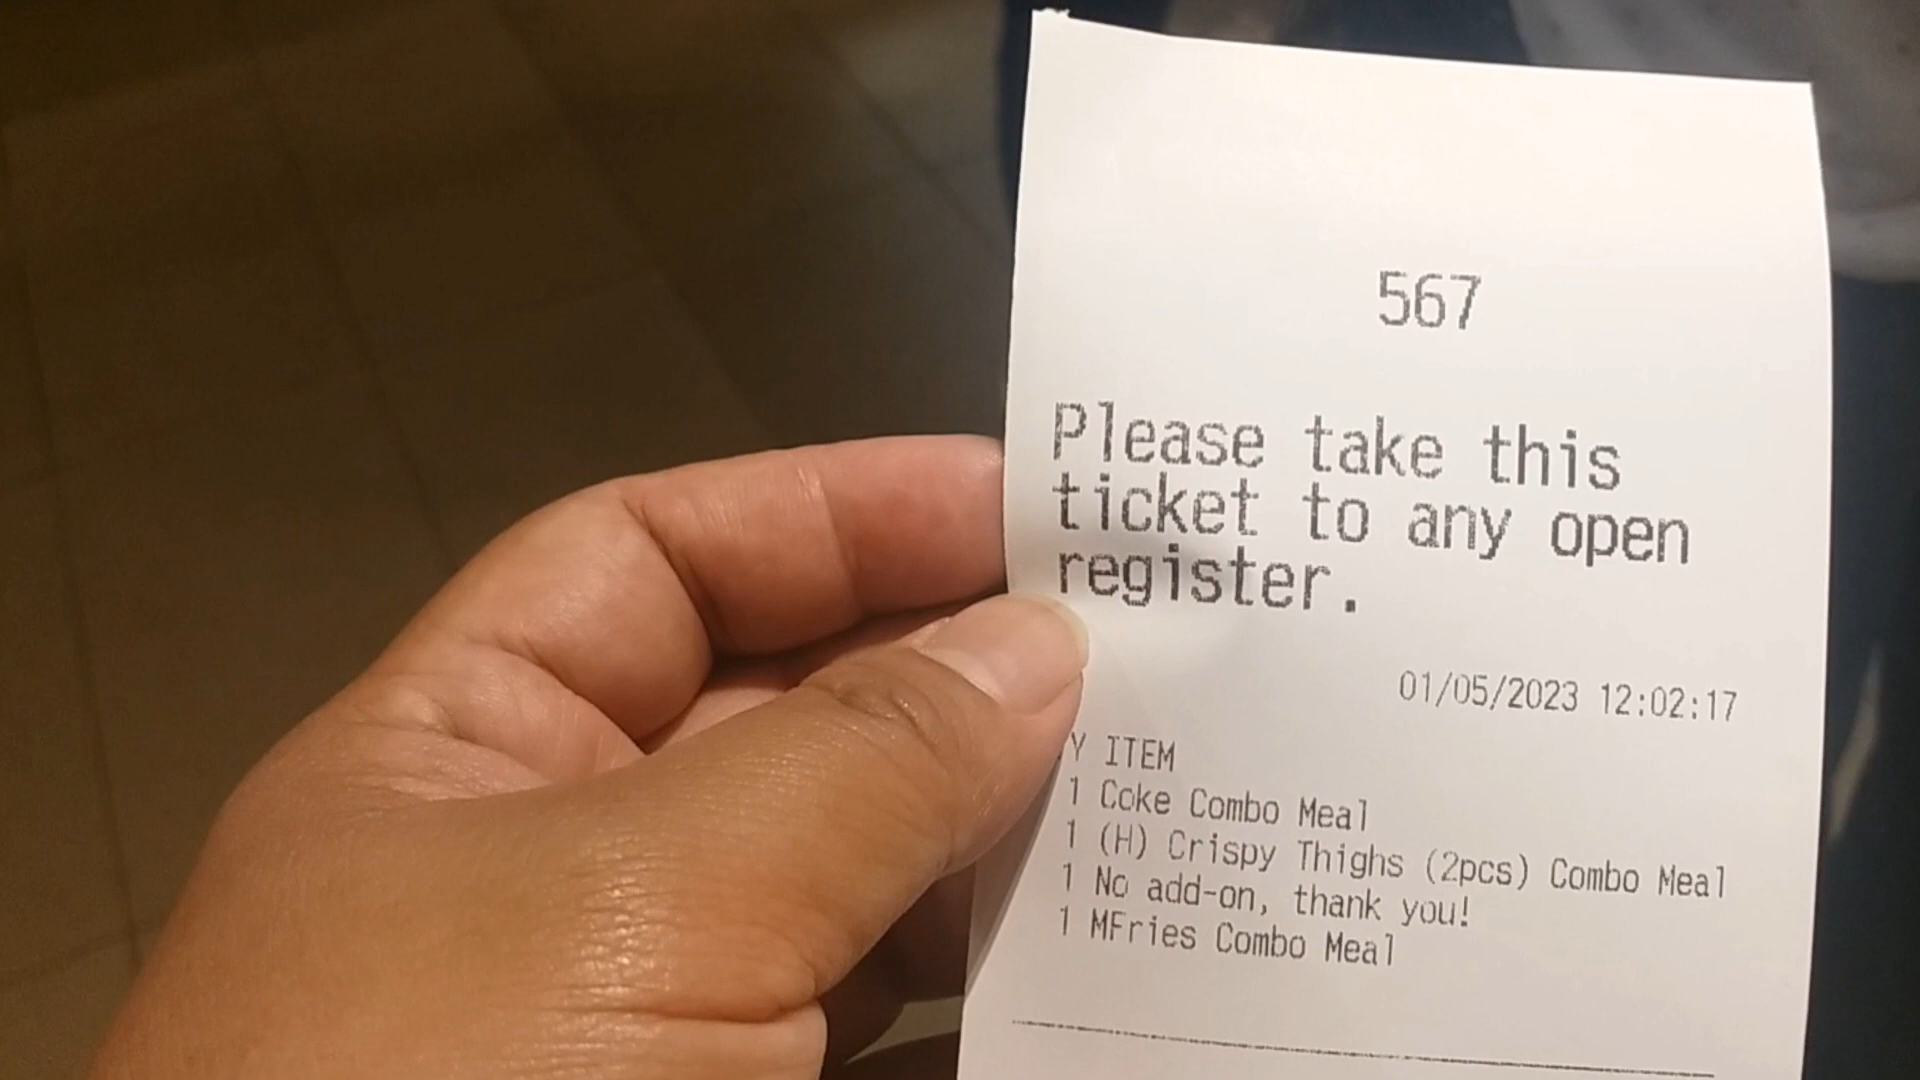 567
Please take this
ticket to any open
register.
01/05/2023 12:02:17
Y ITEM
1 Coke Combo Meal
1 (H) Crispy Thighs (2pcs) Combo Meal
1 No add-on, thank you!
1 MFries Combo Meal